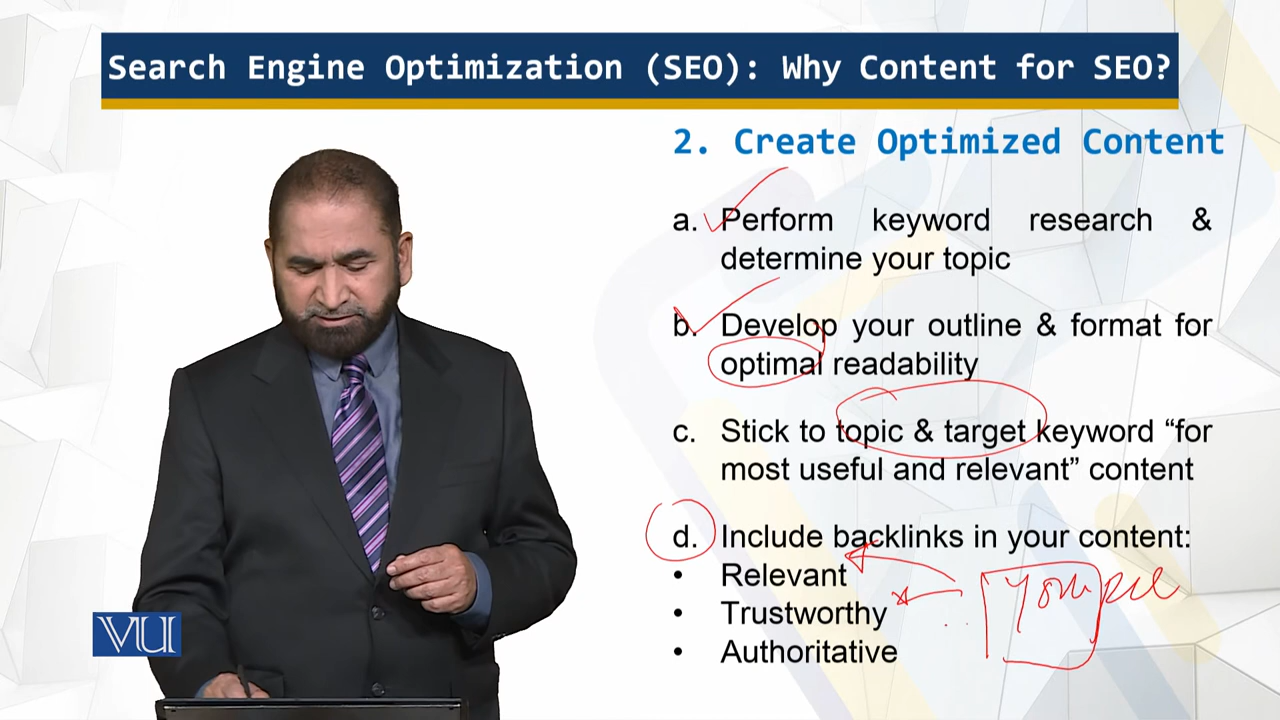 Search Engine Optimization (SEO): Why Content for SEO?
2. Create Optimized Content
a. Perform keyword research &
determine your topic
b. Develop your outline & format for
optimal readability
c. Stick to topic & target keyword “for
most useful and relevant” content
d. Include backlinks in your content:
• Relevant
• Trustworthy
• Authoritative
VU